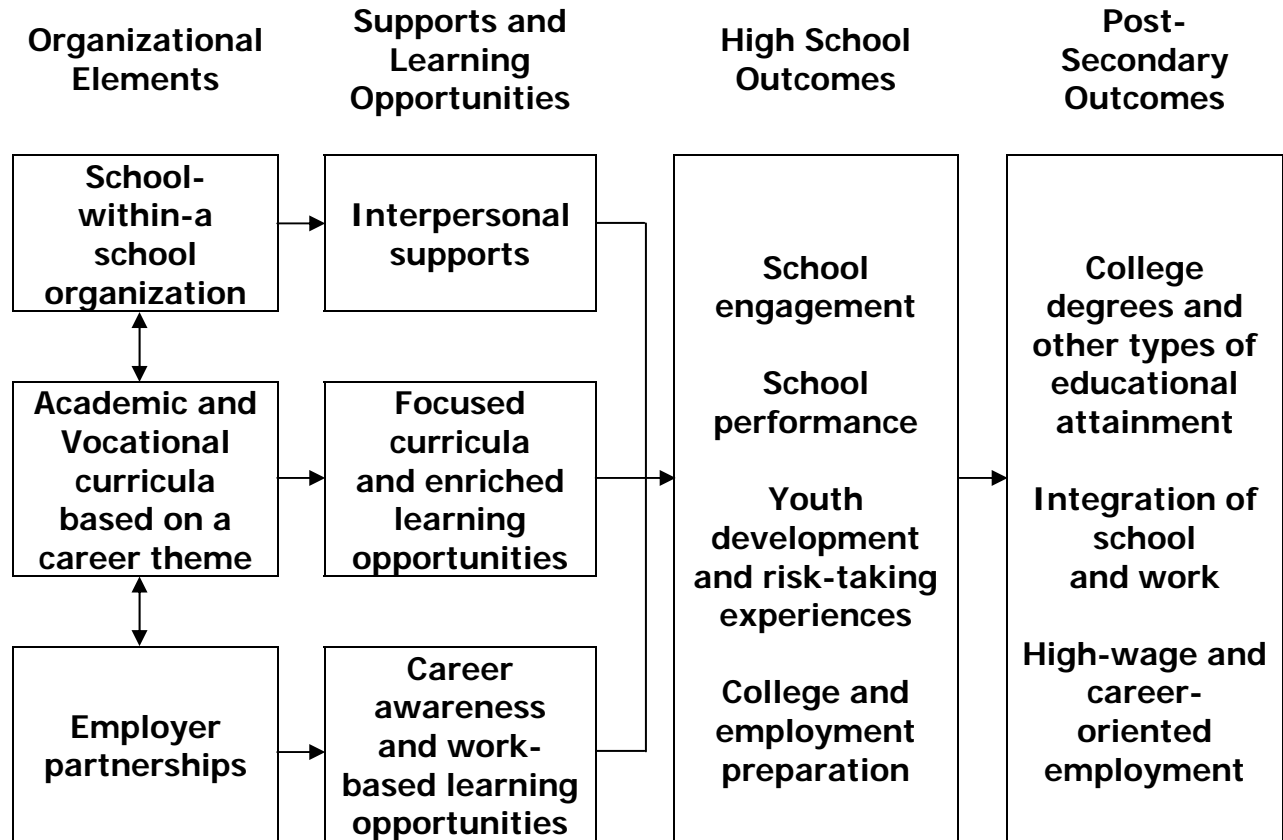 Organizational
Elements
Supports and
Learning
Opportunities
High School
Outcomes
Post-
Secondary
Outcomes
School-
within-a
school
organization
Interpersonal
supports
Academic and
Vocational
curricula
based on a
career theme
Focused
curricula
and enriched
learning
opportunities
Employer
partnerships
Career
awareness
and work-
based learning
opportunities
School
engagement
School
performance
Youth
development
and risk-taking
experiences
College and
employment
preparation
College
degrees and
other types of
educational
attainment
Integration of
school
and work
High-wage and
career-
oriented
employment